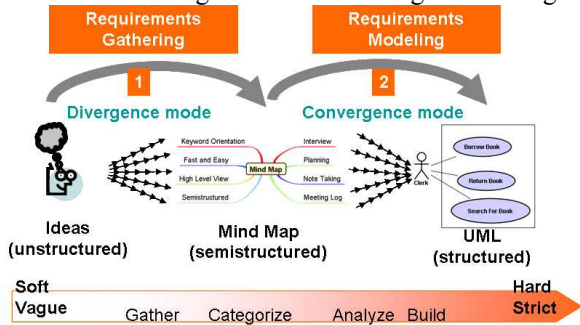 Requirements
Gathering
Requirements
Modeling
1
2
Divergence mode
Convergence mode
Keyword Orientation
Fast and Easy
High Level View
Semistructured
Mind Map
Interview
Planning
Note Taking
Meeting Log
Clerk
Borrow Book
Return Book
Search For Book
Ideas
(unstructured)
Mind Map
(semistructured)
UML
(structured)
Soft
Vague
Gather
Categorize
Analyze
Build
Hard
Strict